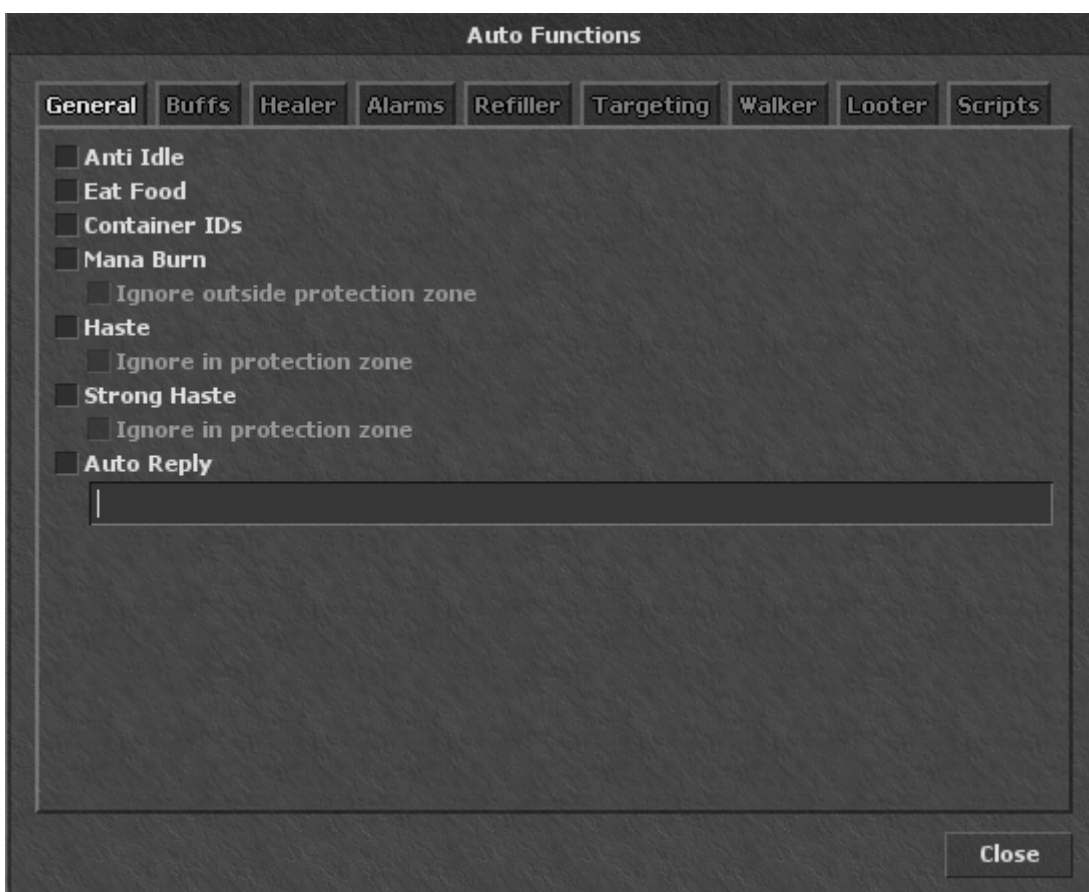 Auto Functions
General Buffs Healer Alarms Refiller Targeting Walker Looter Scripts
Anti Idle
Eat Food
Container IDs
Mana Burn
Ignore outside protection zone
Haste
Ignore in protection zone
Strong Haste
Ignore in protection zone
Auto Reply
Close